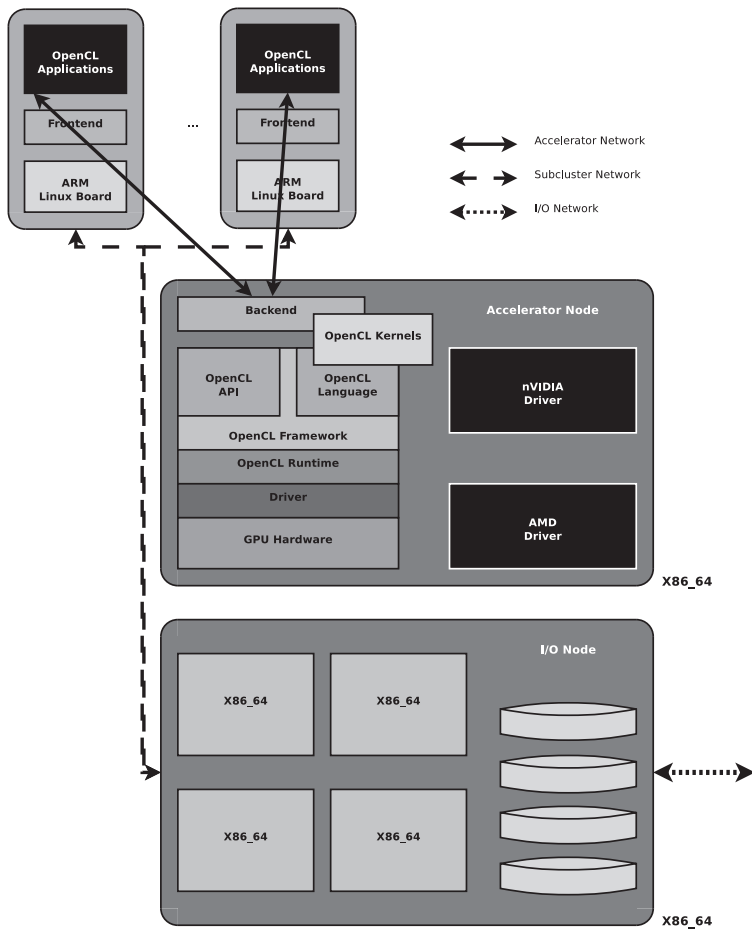 OpenCL
Applications
Frontend
ARM
Linux Board
...
OpenCL
Applications
Frontend
ARM
Linux Board
Accelerator Network
Subcluster Network
I/O Network
Accelerator Node
Backend
OpenCL Kernels
OpenCL
API
OpenCL
Language
OpenCL Framework
OpenCL Runtime
Driver
GPU Hardware
nVIDIA
Driver
AMD
Driver
X86_64
I/O Node
X86_64
X86_64
X86_64
X86_64
X86_64